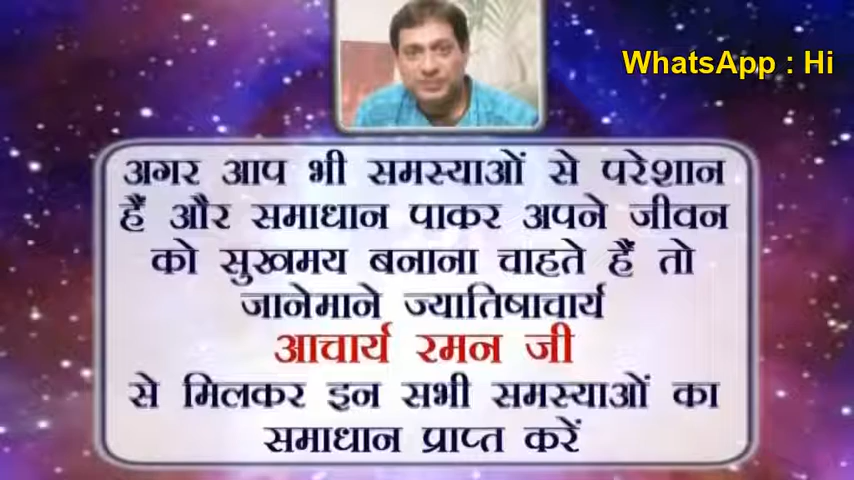 WhatsApp : Hi
अगर आप भी समस्याओं से परेशान
हैं और समाधान पाकर अपने जीवन
को सुखमय बनाना चाहते हैं तो
जानेमाने ज्यातिषाचार्य
आचार्य रमन जी
से मिलकर इन सभी समस्याओं का
समाधान प्राप्त करें